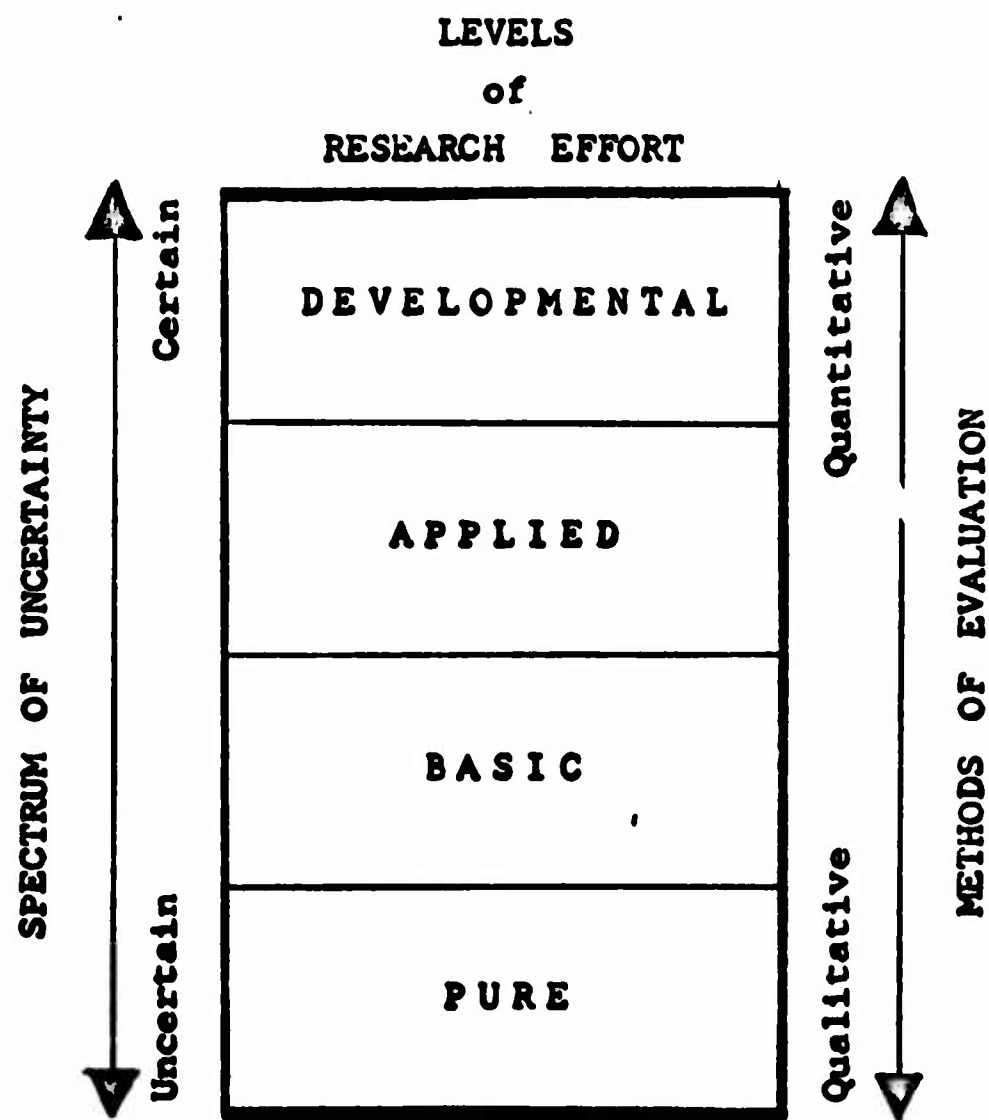 LEVELS
of
RESEARCH EFFORT
SPECTRUM OF UNCERTAINTY
Certain
Uncertain
DEVELOPMENTAL
APPLIED
BASIC
PURE
Quantitative
Qualitative
METHODS OF EVALUATION